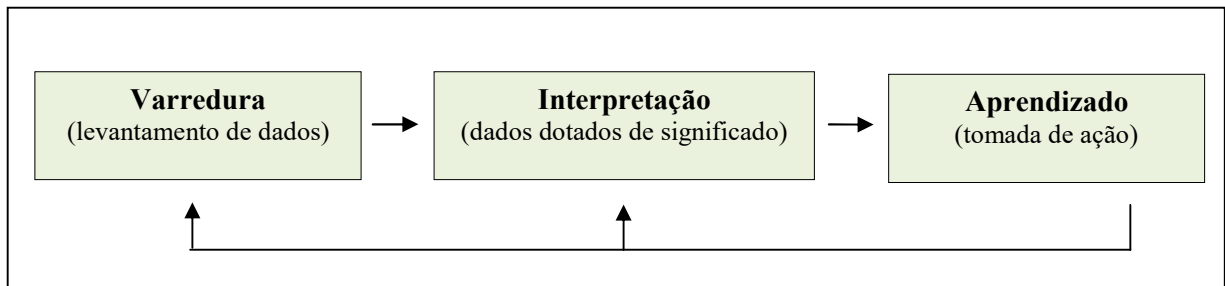 Varredura
(levantamento de dados)
Interpretação
(dados dotados de significado)
Aprendizado
(tomada de ação)